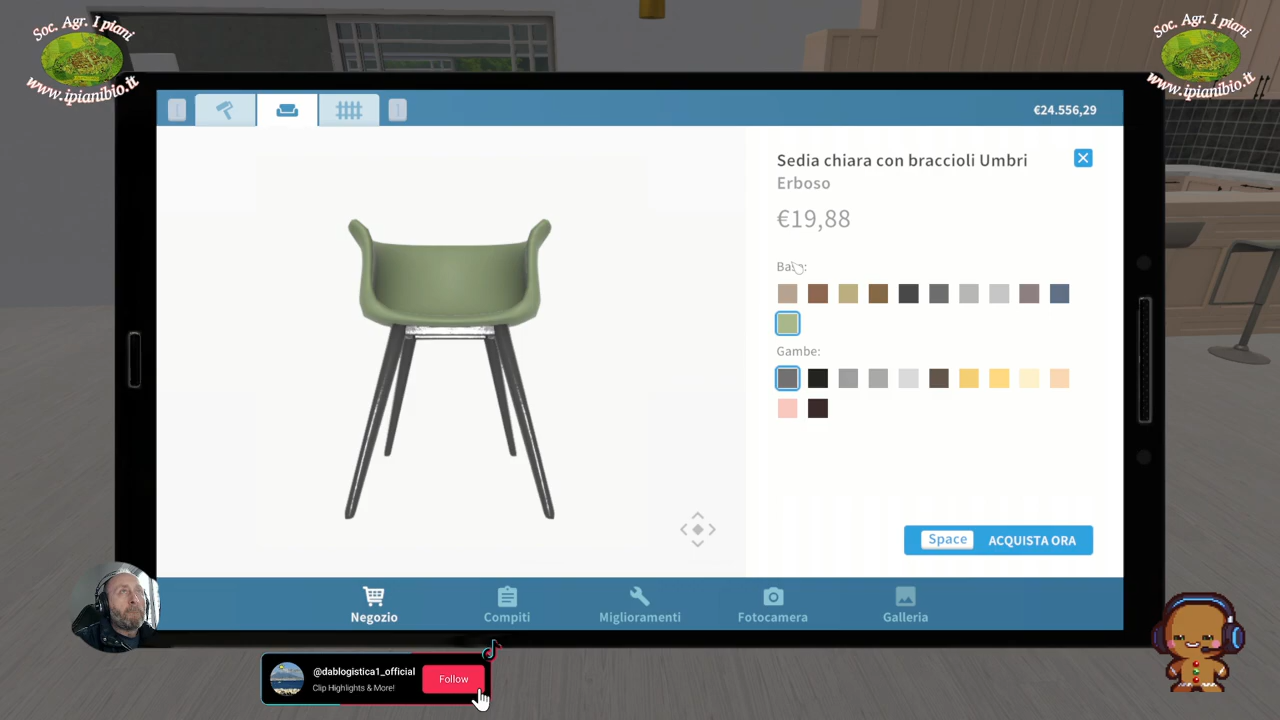 Soc. Agr. I piani
www.ipianibio.it
Soc. Agr. I piani
www.ipianibio.it
€24.556,29
Sedia chiara con braccioli Umbri
Erboso
€19,88
Base:
Gambe:
Space ACQUISTA ORA
Negozio
Compiti
Miglioramenti
Fotocamera
Galleria
@dablogistica1_official
Clip Highlights & More!
Follow